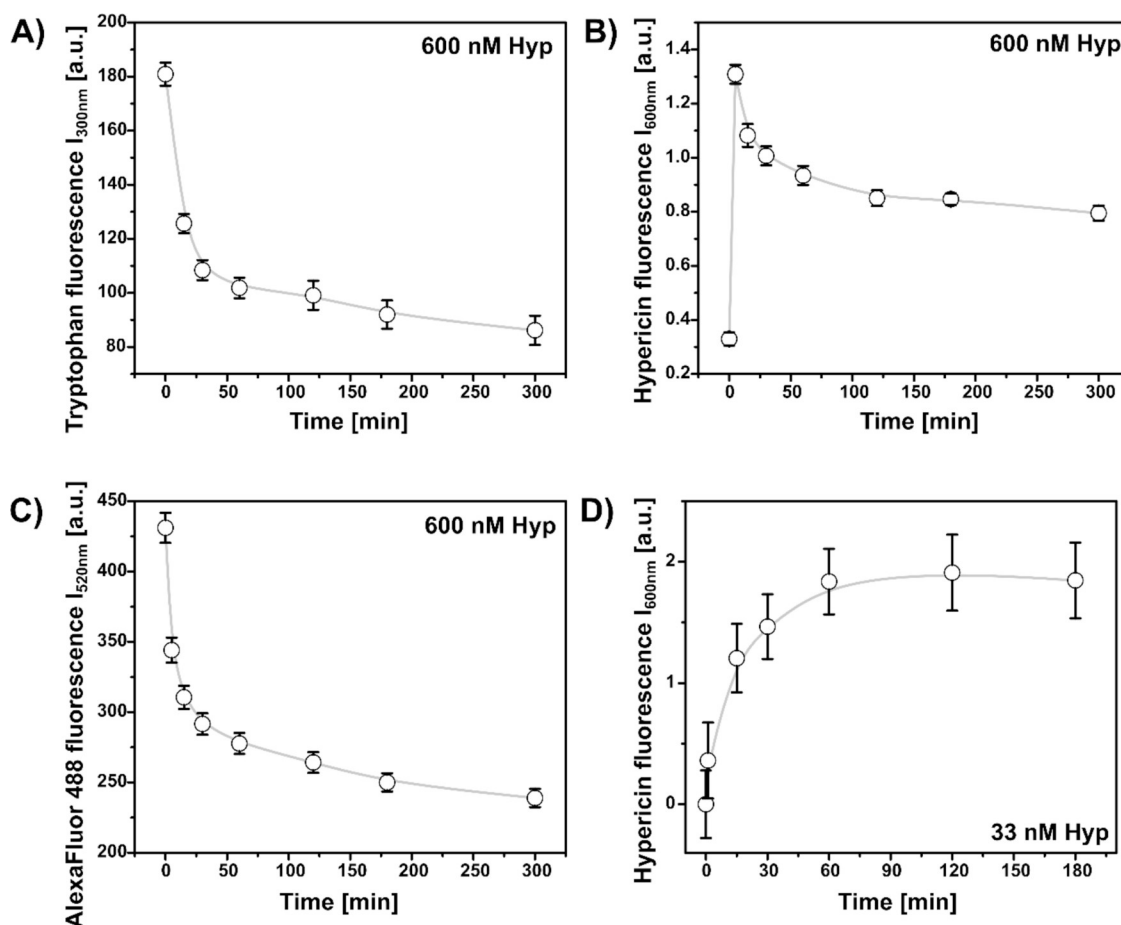 A)
600 nM Hyp
Tryptophan fluorescence I300nm [a.u.]
200
180
160
140
120
100
80
0 50 100 150 200 250 300
Time [min]
B)
600 nM Hyp
Hypericin fluorescence I600nm [a.u.]
1.4
1.2
1.0
0.8
0.6
0.4
0.2
0 50 100 150 200 250 300
Time [min]
C)
600 nM Hyp
AlexaFluor 488 fluorescence I520nm [a.u.]
450
400
350
300
250
200
0 50 100 150 200 250 300
Time [min]
D)
Hypericin fluorescence I600nm [a.u.]
2
1
0
33 nM Hyp
0 30 60 90 120 150 180
Time [min]